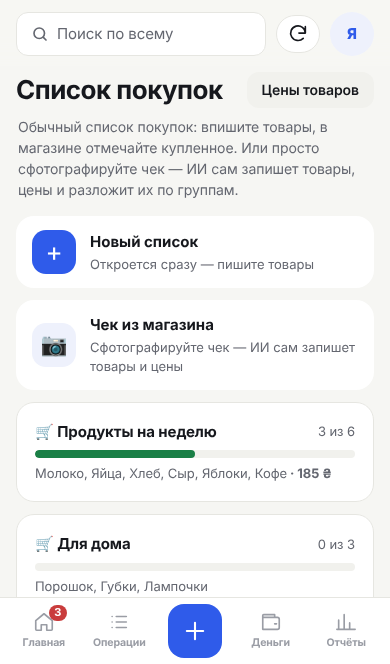 Поиск по всему
Я
Список покупок
Цены товаров
Обычный список покупок: впишите товары, в
магазине отмечайте купленное. Или просто
сфотографируйте чек — ИИ сам запишет товары,
цены и разложит их по группам.
Новый список
Откроется сразу — пишите товары
Чек из магазина
Сфотографируйте чек — ИИ сам запишет
товары и цены
Продукты на неделю
3 из 6
Молоко, Яйца, Хлеб, Сыр, Яблоки, Кофе · 185 ₴
Для дома
0 из 3
Порошок, Губки, Лампочки
3
Главная
Операции
Деньги
Отчёты